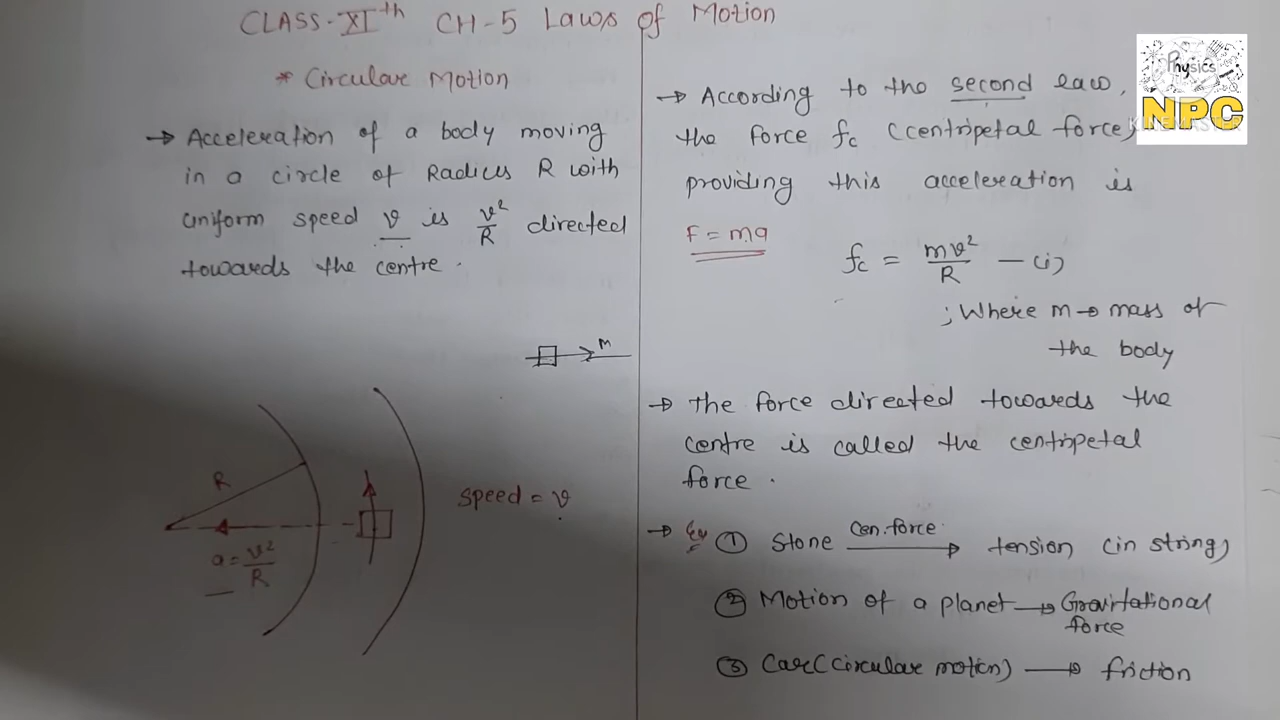 CLASS-XIth CH-5 Laws of Motion
* Circular Motion
→ Acceleration of a body moving
in a circle of Radius R with
uniform speed v is v²/R directed
towards the centre.
M
R
a = v²/R
speed = v
→ According to the second law,
the force fc (centripetal force)
providing this acceleration is
F = ma
fc = mv²/R — (i)
; Where m → mass of
the body
→ The force directed towards the
centre is called the centripetal
force.
→ Ex ① Stone Cen. force → tension (in string)
② Motion of a planet → Gravitational
force
③ Car (circular motion) → friction
Physics
NPC